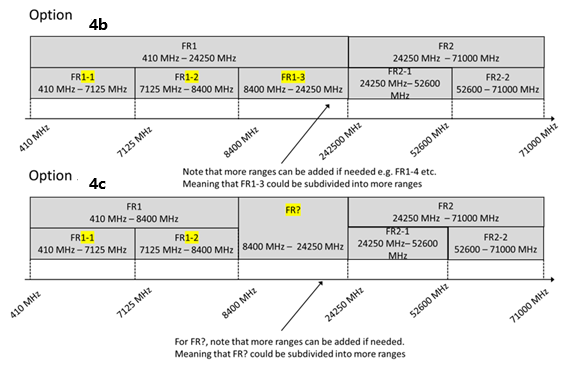 Option 4b
FR1
410 MHz – 24250 MHz
FR2
24250 MHz – 71000 MHz
FR1-1
410 MHz – 7125 MHz
FR1-2
7125 MHz – 8400 MHz
FR1-3
8400 MHz – 24250 MHz
FR2-1
24250 MHz– 52600
MHz
FR2-2
52600 – 71000 MHz
410 MHz
7125 MHz
8400 MHz
242500 MHz
52600 MHz
71000 MHz
Note that more ranges can be added if needed e.g. FR1-4 etc.
Meaning that FR1-3 could be subdivided into more ranges
Option . 4c
FR1
410 MHz – 8400 MHz
FR?
8400 MHz – 24250 MHz
FR2
24250 MHz – 71000 MHz
FR1-1
410 MHz – 7125 MHz
FR1-2
7125 MHz – 8400 MHz
FR2-1
24250 MHz– 52600
MHz
FR2-2
52600 – 71000 MHz
410 MHz
7125 MHz
8400 MHz
24250 MHz
52600 MHz
71000 MHz
For FR?, note that more ranges can be added if needed.
Meaning that FR? could be subdivided into more ranges